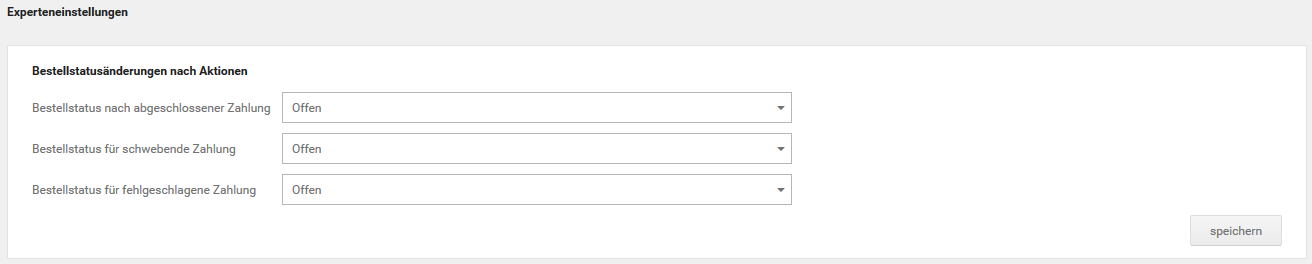 Experteneinstellungen
Bestellstatusänderungen nach Aktionen
Bestellstatus nach abgeschlossener Zahlung Offen
Bestellstatus für schwebende Zahlung Offen
Bestellstatus für fehlgeschlagene Zahlung Offen
speichern